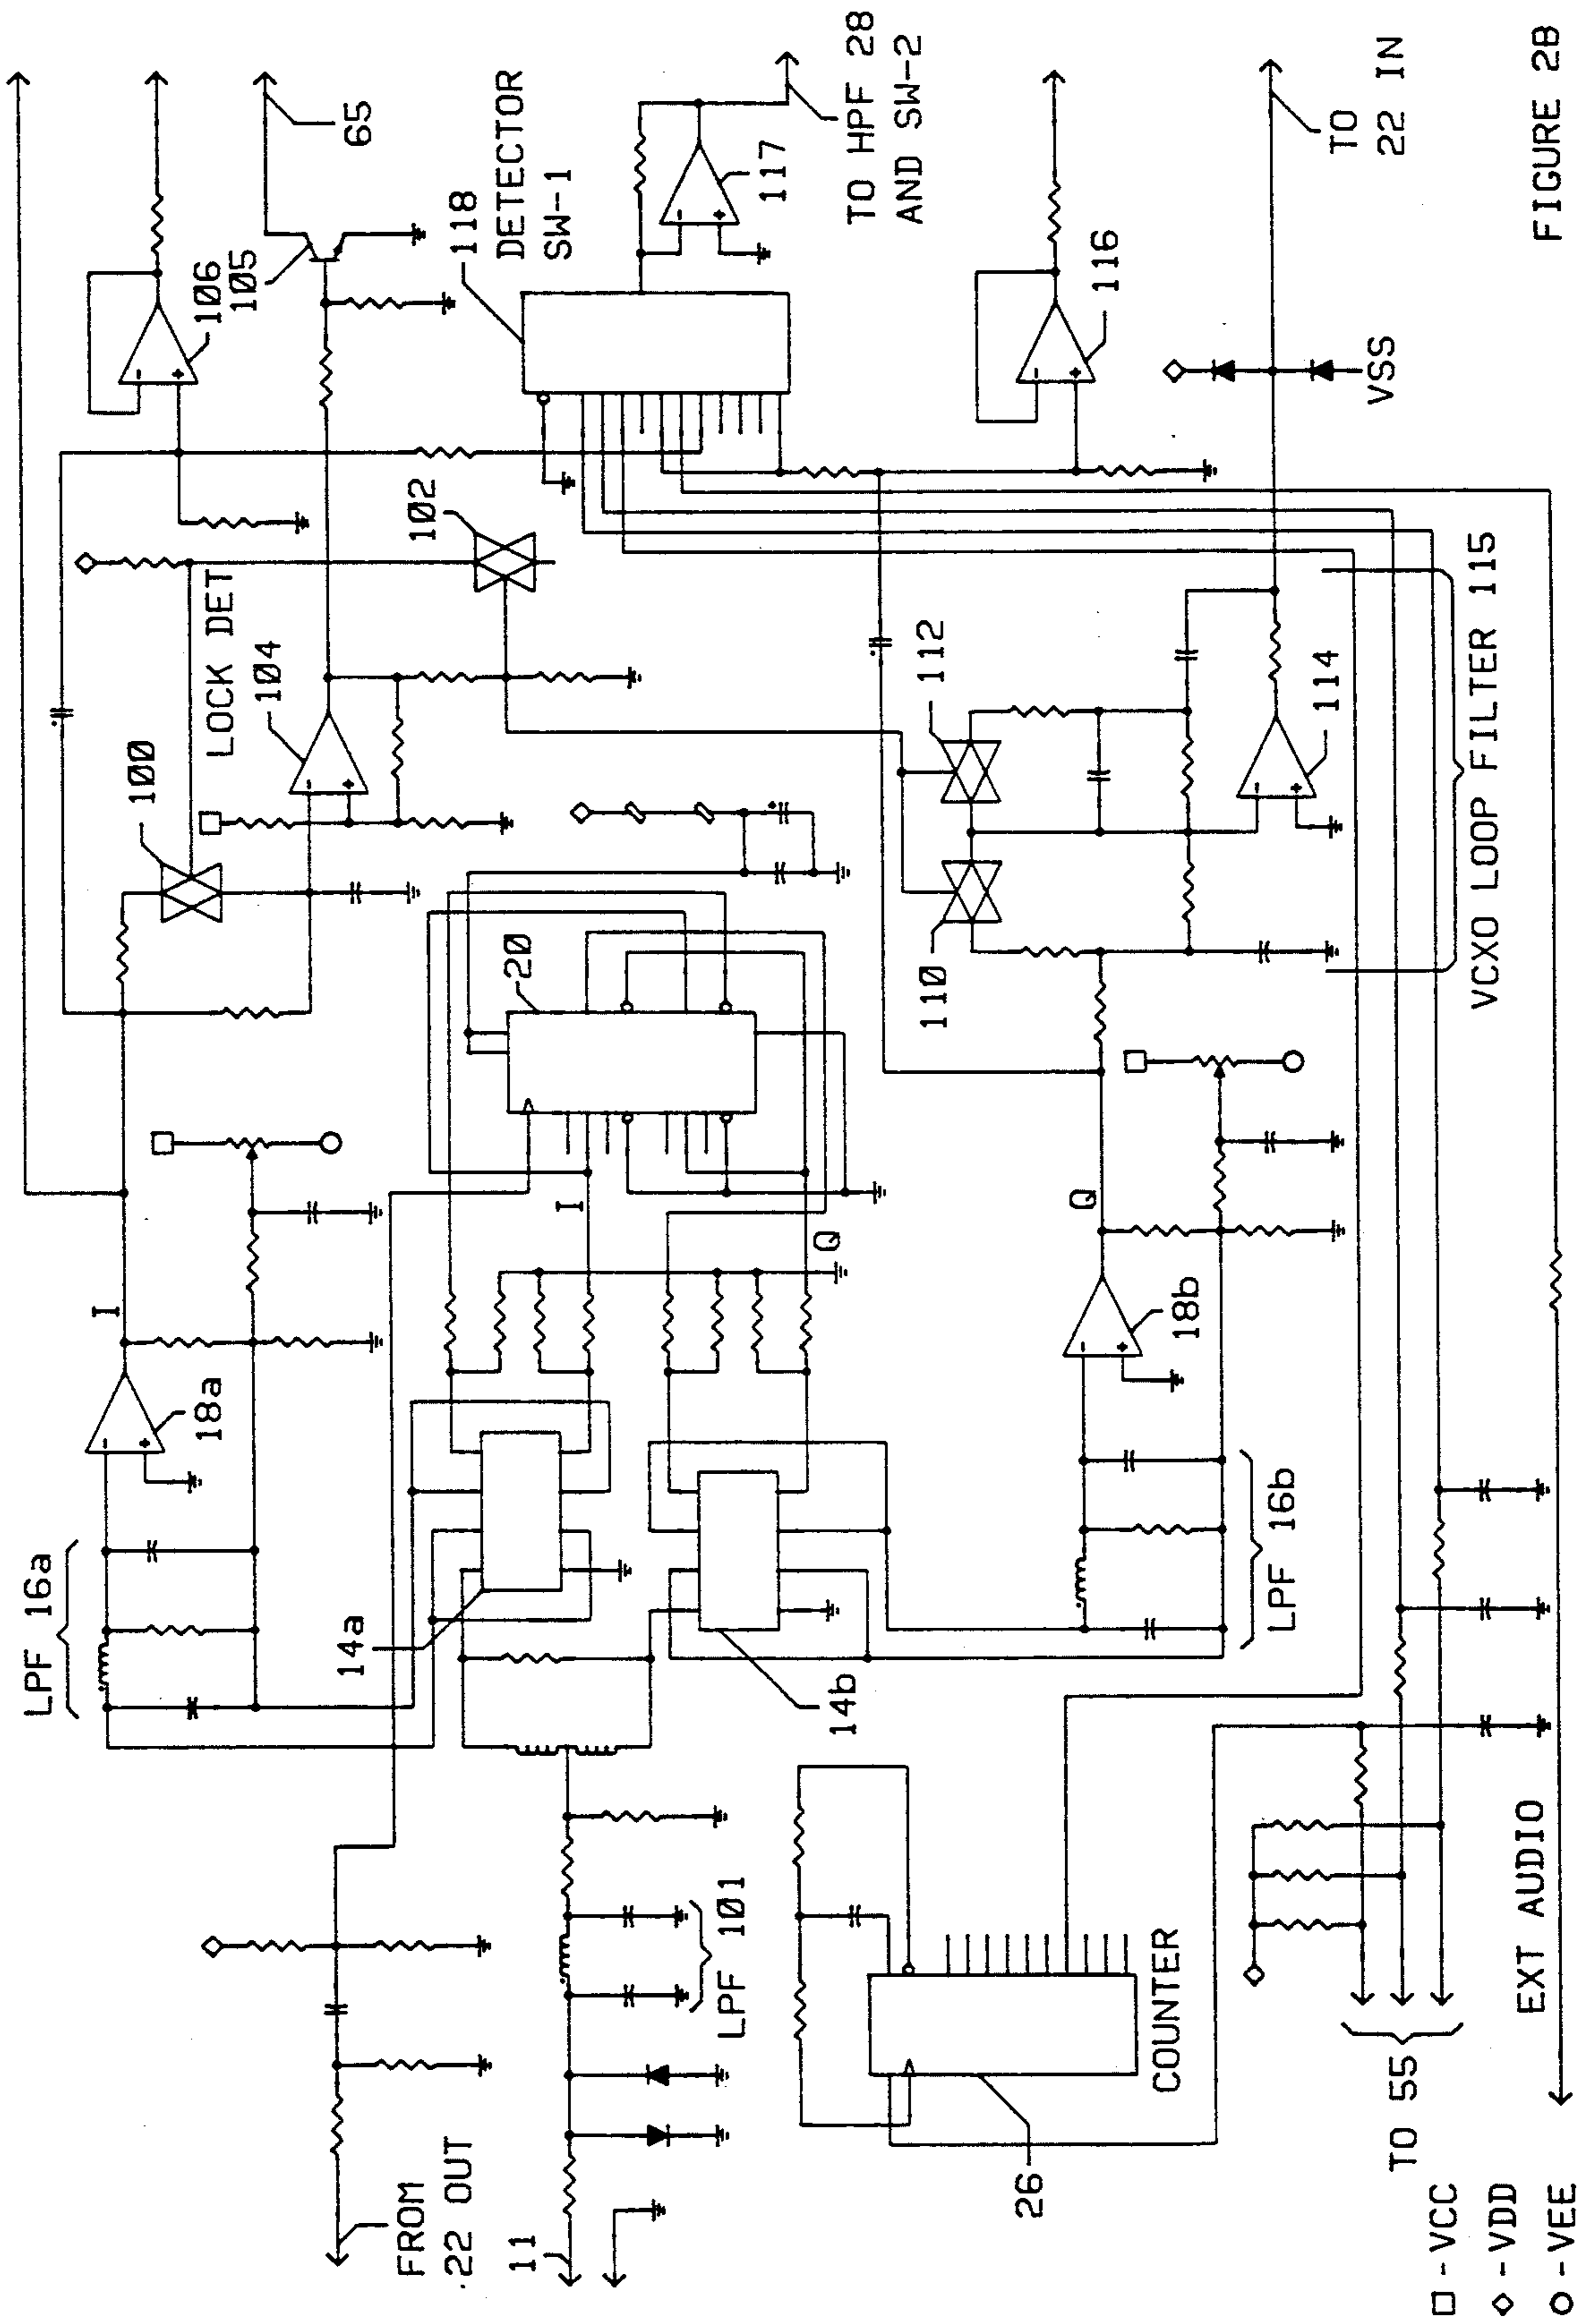 LPF 16a
I
18a
100
LOCK DET
104
106
105
65
102
118
DETECTOR
SW-1
117
TO HPF 28
AND SW-2
14a
I
20
Q
14b
FROM
22 OUT
11
LPF 101
26
COUNTER
LPF 16b
18b
Q
110
112
114
VCXO LOOP FILTER 115
116
VSS
TO
22 IN
TO 55
EXT AUDIO
□ - VCC
◇ - VDD
○ - VEE
FIGURE 2B